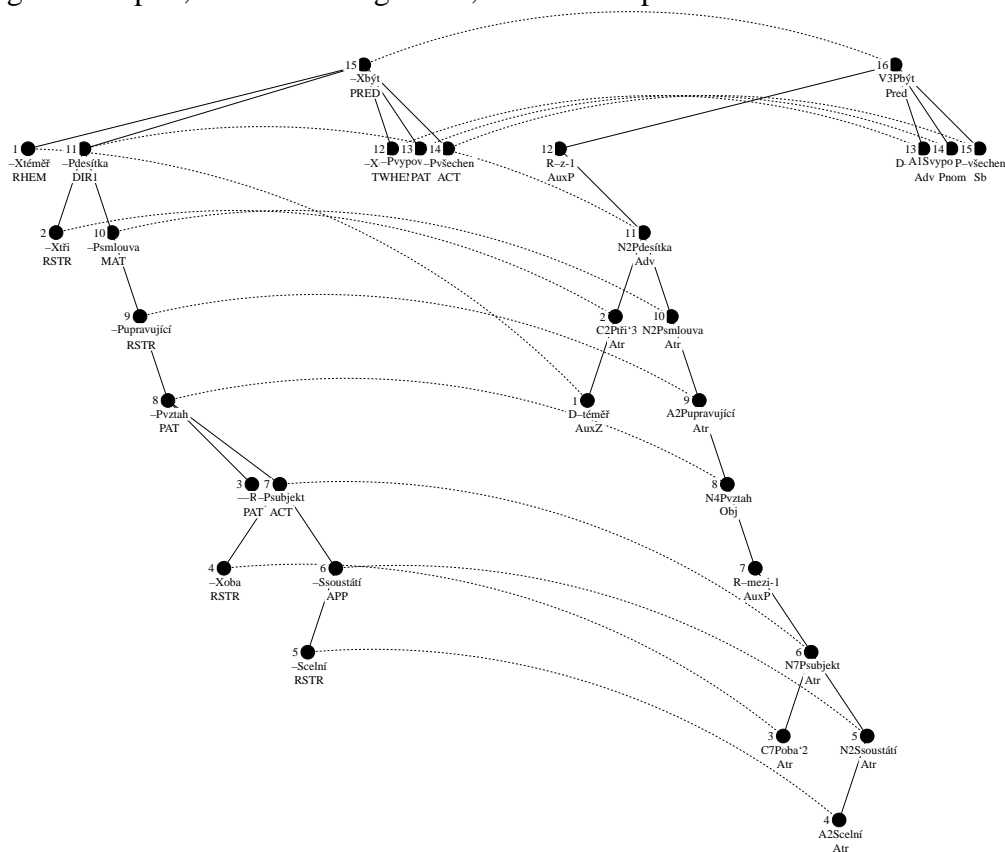 15 16
–Xbýt V3Pbýt
PRED Pred
1 11 12 13 14 12 13 14 15
–Xtéměř –Pdesítka –X –Pvypov –Pvšechen R–z-1 D- A1Svypo P–všechen
RHEM DIR1 PAT ACT AuxP Adv Pnom Sb
2 10 11
–Xtři –Psmlouva N2Pdesítka
RSTR MAT Adv
9 2 10
–Pupravující C2Ptři‘3 N2Psmlouva
RSTR Atr Atr
8 1 9
–Pvztah D–téměř A2Pupravující
PAT AuxZ Atr
3 7 8
—R–Psubjekt N4Pvztah
PAT ACT Obj
4 6 7
–Xoba –Ssoustátí R–mezi-1
RSTR APP AuxP
5 6
–Scelní N7Psubjekt
RSTR Atr
3 5
C7Poba‘2 N2Ssoustátí
Atr Atr
4
A2Scelní
Atr